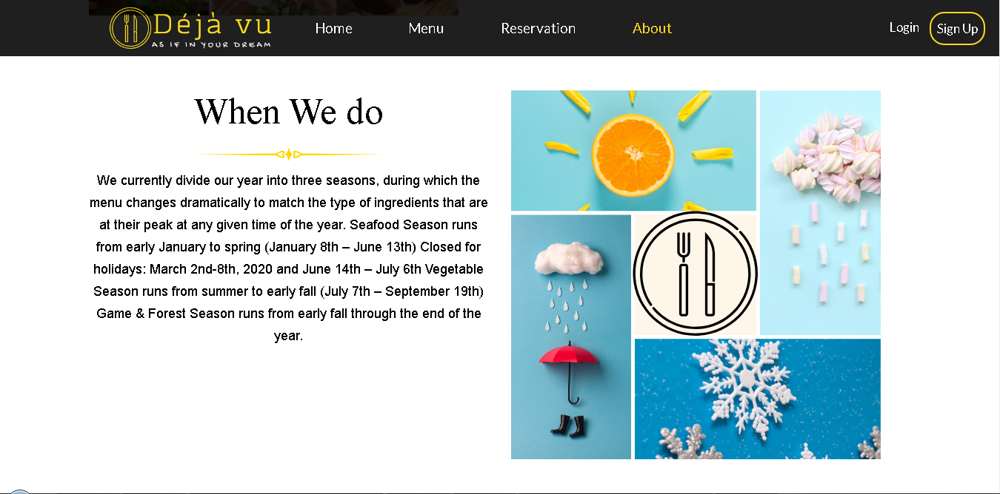 Déjà vu
AS IF IN YOUR DREAM
Home
Menu
Reservation
About
Login
Sign Up
When We do
We currently divide our year into three seasons, during which the
menu changes dramatically to match the type of ingredients that are
at their peak at any given time of the year. Seafood Season runs
from early January to spring (January 8th – June 13th) Closed for
holidays: March 2nd-8th, 2020 and June 14th – July 6th Vegetable
Season runs from summer to early fall (July 7th – September 19th)
Game & Forest Season runs from early fall through the end of the
year.